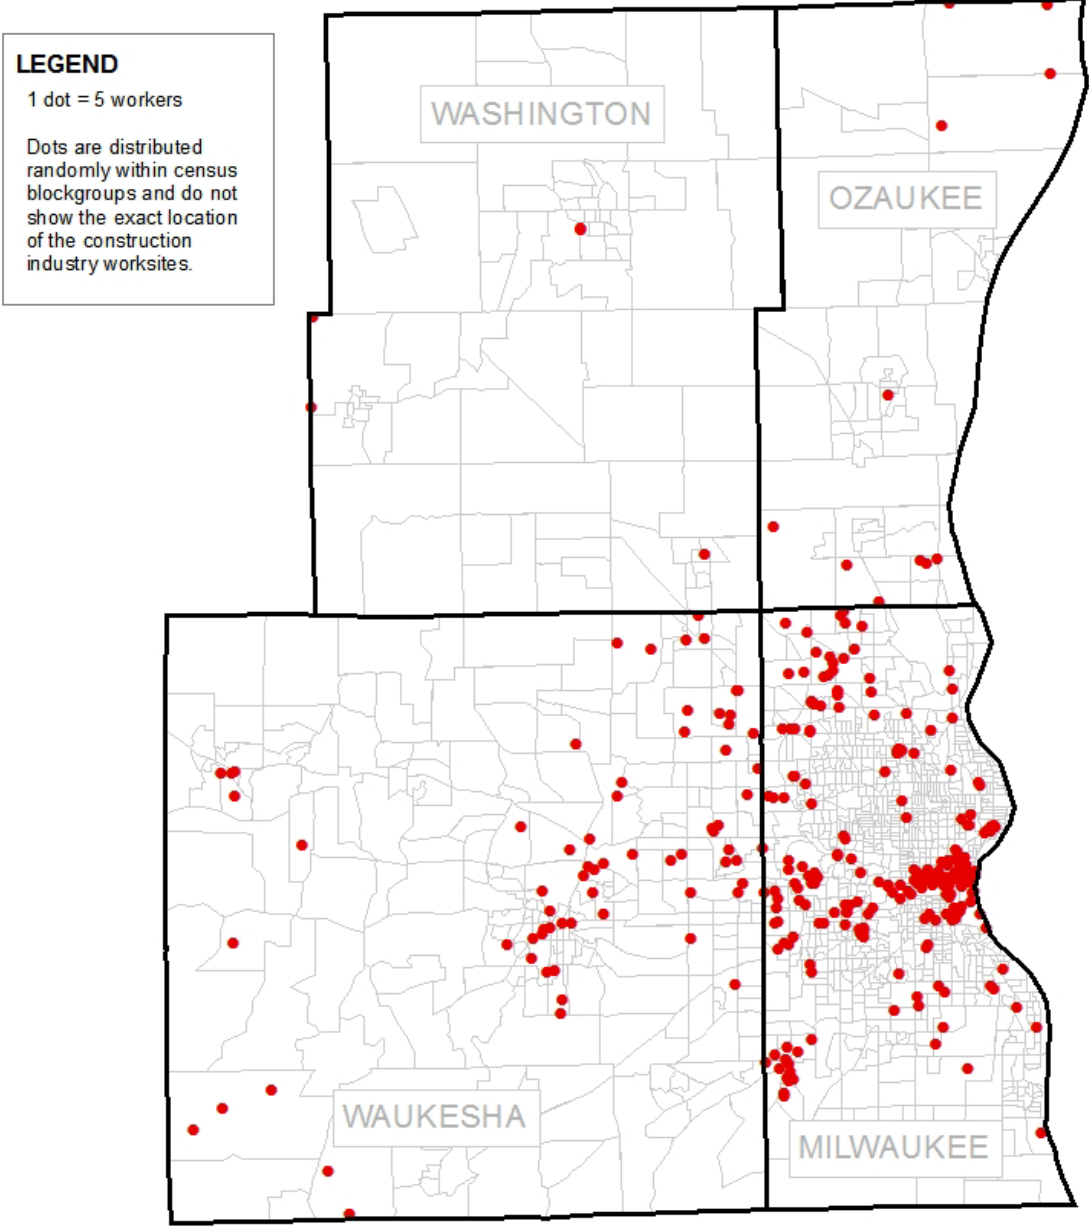 LEGEND
1 dot = 5 workers
Dots are distributed
randomly within census
blockgroups and do not
show the exact location
of the construction
industry worksites.
WASHINGTON
OZAUKEE
WAUKESHA
MILWAUKEE